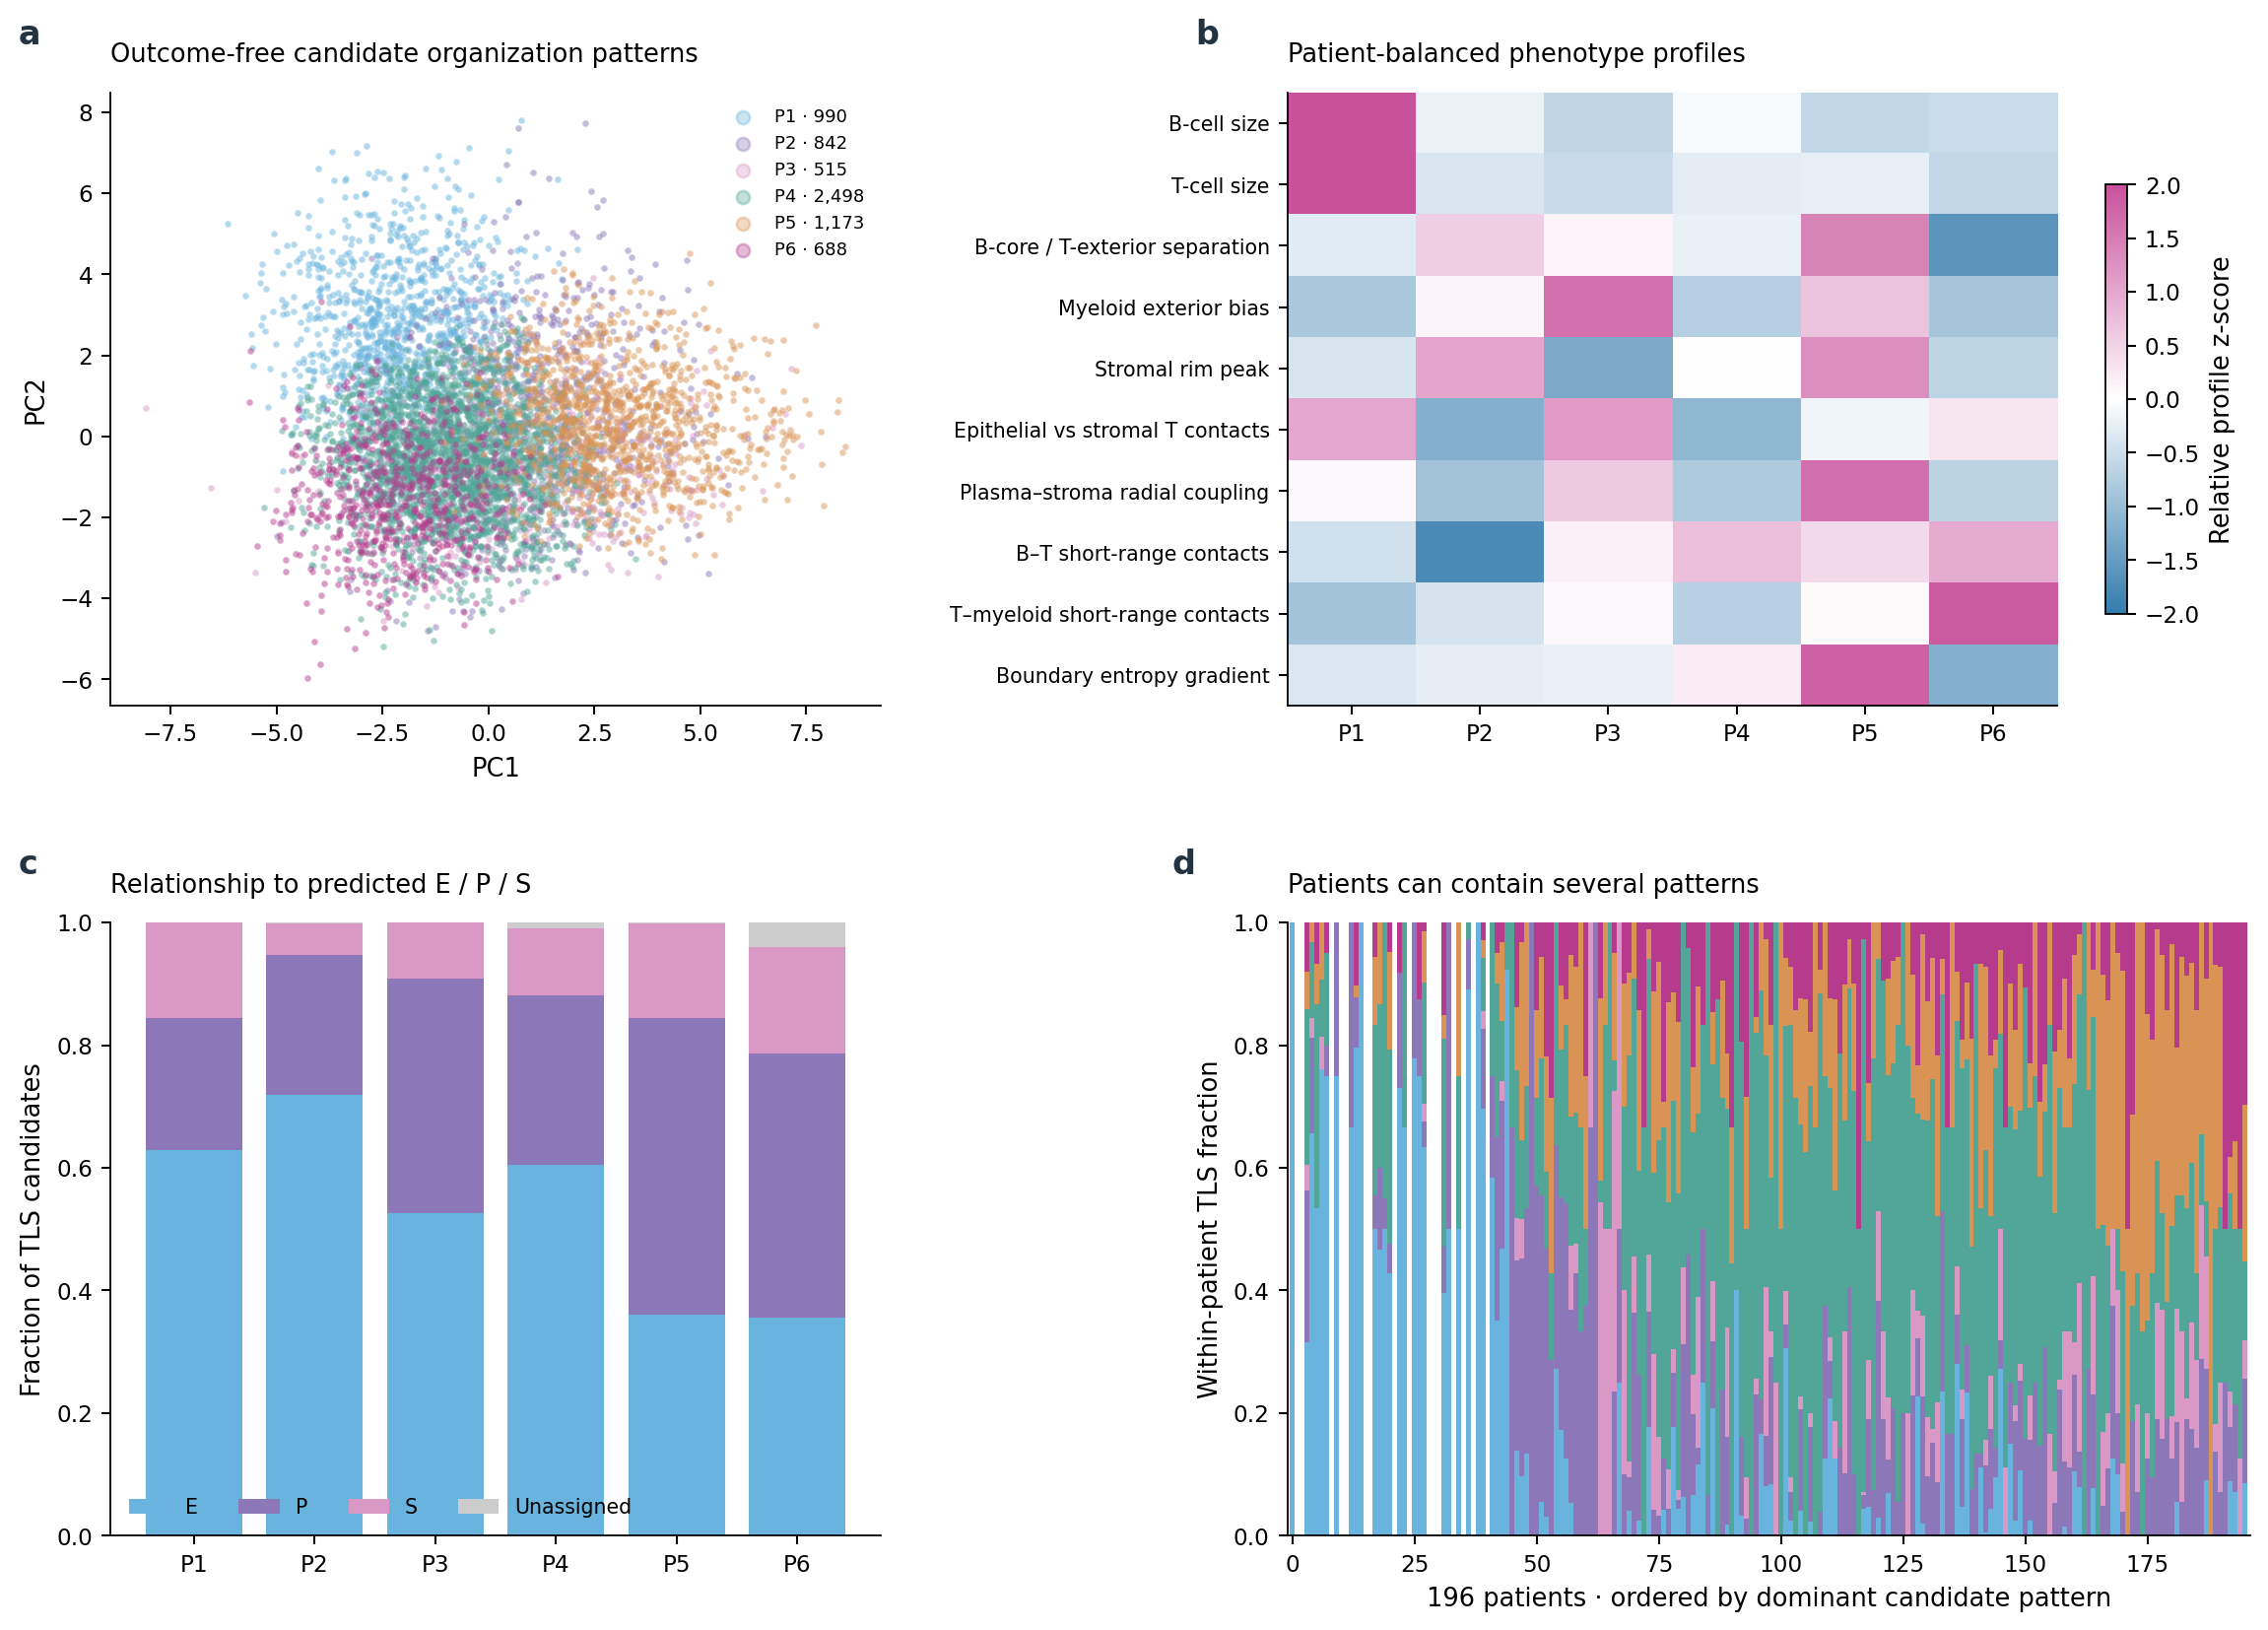 a
Outcome-free candidate organization patterns
8
6
4
2
0
−2
−4
−6
PC2
−7.5 −5.0 −2.5 0.0 2.5 5.0 7.5
PC1
P1 · 990
P2 · 842
P3 · 515
P4 · 2,498
P5 · 1,173
P6 · 688
b
Patient-balanced phenotype profiles
B-cell size
T-cell size
B-core / T-exterior separation
Myeloid exterior bias
Stromal rim peak
Epithelial vs stromal T contacts
Plasma–stroma radial coupling
B–T short-range contacts
T–myeloid short-range contacts
Boundary entropy gradient
P1 P2 P3 P4 P5 P6
2.0
1.5
1.0
0.5
0.0
−0.5
−1.0
−1.5
−2.0
Relative profile z-score
c
Relationship to predicted E / P / S
1.0
0.8
0.6
0.4
0.2
0.0
Fraction of TLS candidates
E P S Unassigned
P1 P2 P3 P4 P5 P6
d
Patients can contain several patterns
1.0
0.8
0.6
0.4
0.2
0.0
Within-patient TLS fraction
0 25 50 75 100 125 150 175
196 patients · ordered by dominant candidate pattern